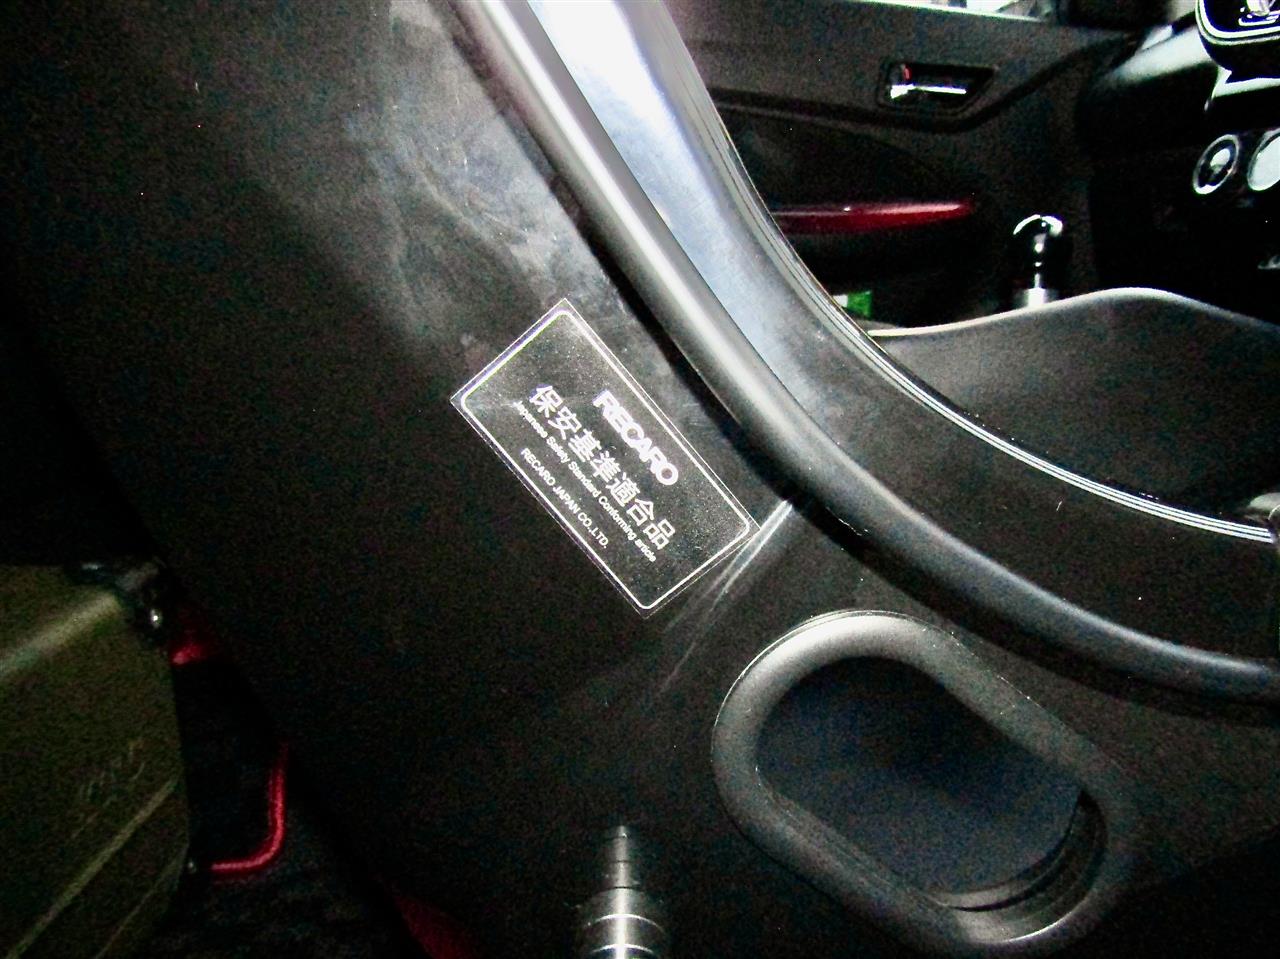 RECARO
保安基準適合品
Japanese Safety Standard Conforming article
RECARO JAPAN CO.,LTD.